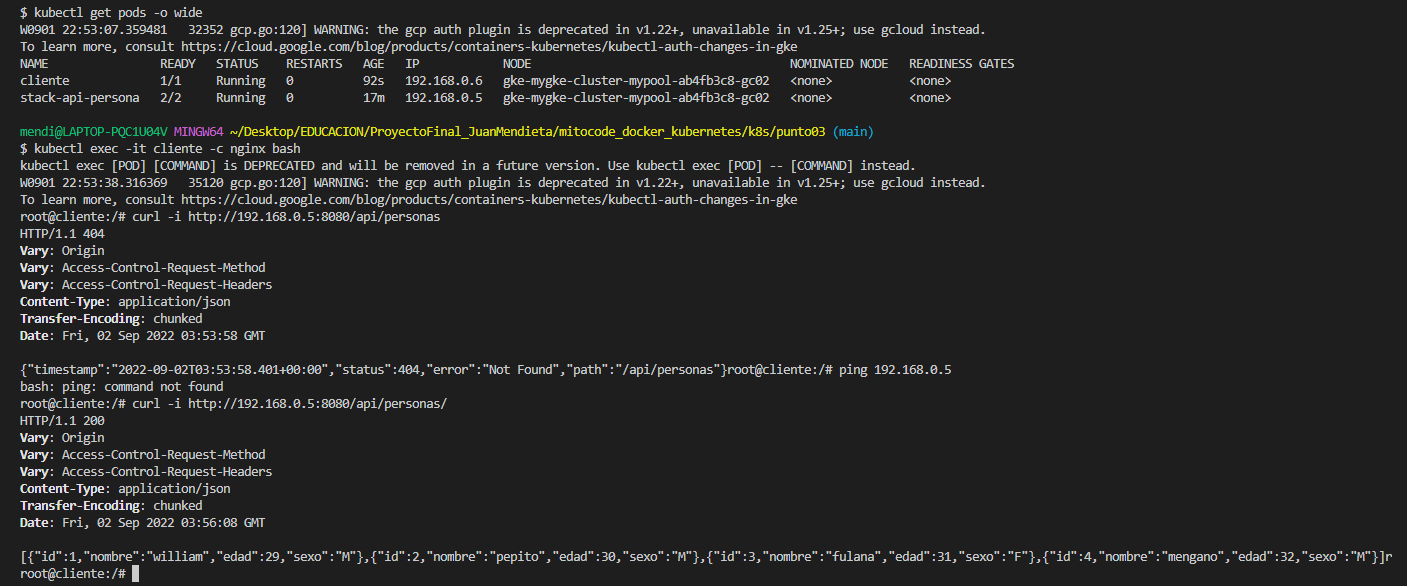 $ kubectl get pods -o wide
W0901 22:53:07.359481   32352 gcp.go:120] WARNING: the gcp auth plugin is deprecated in v1.22+, unavailable in v1.25+; use gcloud instead.
To learn more, consult https://cloud.google.com/blog/products/containers-kubernetes/kubectl-auth-changes-in-gke
NAME                READY   STATUS    RESTARTS   AGE   IP            NODE                                     NOMINATED NODE   READINESS GATES
cliente             1/1     Running   0          92s   192.168.0.6   gke-mygke-cluster-mypool-ab4fb3c8-gc02   <none>           <none>
stack-api-persona   2/2     Running   0          17m   192.168.0.5   gke-mygke-cluster-mypool-ab4fb3c8-gc02   <none>           <none>
mendi@LAPTOP-PQC1U04V MINGW64 ~/Desktop/EDUCACION/ProyectoFinal_JuanMendieta/mitocode_docker_kubernetes/k8s/punto03 (main)
$ kubectl exec -it cliente -c nginx bash
kubectl exec [POD] [COMMAND] is DEPRECATED and will be removed in a future version. Use kubectl exec [POD] -- [COMMAND] instead.
W0901 22:53:38.316369   35120 gcp.go:120] WARNING: the gcp auth plugin is deprecated in v1.22+, unavailable in v1.25+; use gcloud instead.
To learn more, consult https://cloud.google.com/blog/products/containers-kubernetes/kubectl-auth-changes-in-gke
root@cliente:/# curl -i http://192.168.0.5:8080/api/personas
HTTP/1.1 404
Vary: Origin
Vary: Access-Control-Request-Method
Vary: Access-Control-Request-Headers
Content-Type: application/json
Transfer-Encoding: chunked
Date: Fri, 02 Sep 2022 03:53:58 GMT
{"timestamp":"2022-09-02T03:53:58.401+00:00","status":404,"error":"Not Found","path":"/api/personas"}root@cliente:/# ping 192.168.0.5
bash: ping: command not found
root@cliente:/# curl -i http://192.168.0.5:8080/api/personas/
HTTP/1.1 200
Vary: Origin
Vary: Access-Control-Request-Method
Vary: Access-Control-Request-Headers
Content-Type: application/json
Transfer-Encoding: chunked
Date: Fri, 02 Sep 2022 03:56:08 GMT
[{"id":1,"nombre":"william","edad":29,"sexo":"M"},{"id":2,"nombre":"pepito","edad":30,"sexo":"M"},{"id":3,"nombre":"fulana","edad":31,"sexo":"F"},{"id":4,"nombre":"mengano","edad":32,"sexo":"M"}]r
root@cliente:/#